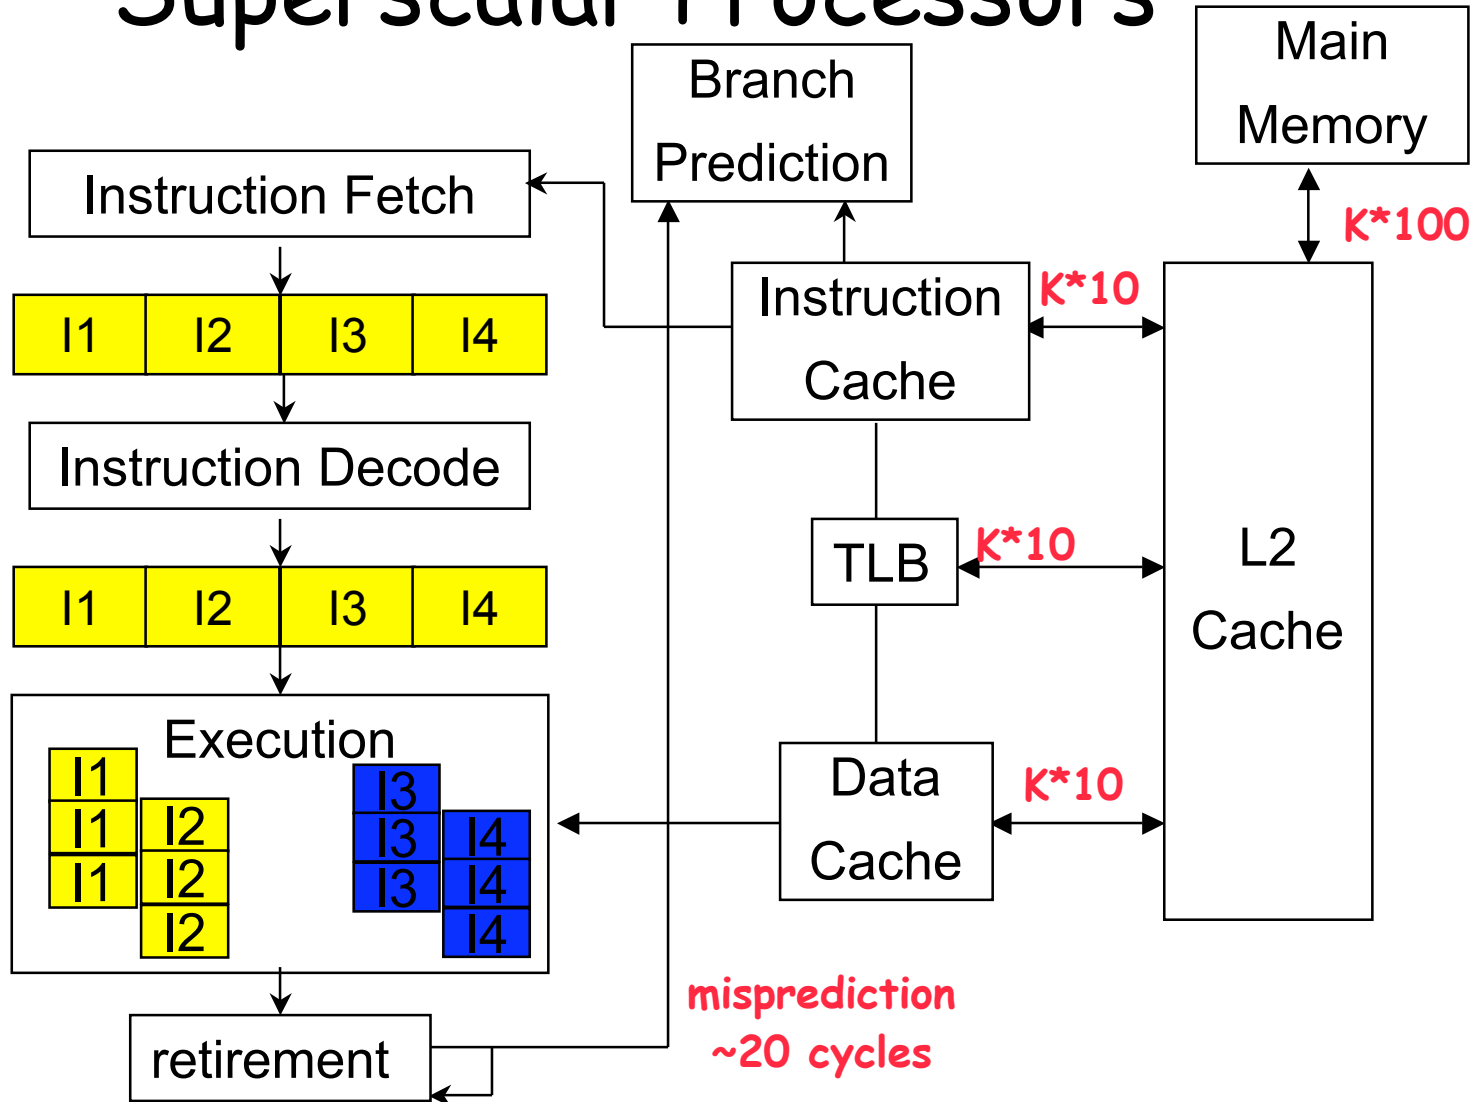 Superscalar Processors
Branch
Prediction
Main
Memory
K*100
Instruction Fetch
I1 I2 I3 I4
Instruction Decode
I1 I2 I3 I4
Execution
I1
I1
I1
I2
I2
I2
I3
I3
I3
I4
I4
I4
retirement
misprediction
~20 cycles
Instruction
Cache
K*10
TLB
K*10
Data
Cache
K*10
L2
Cache